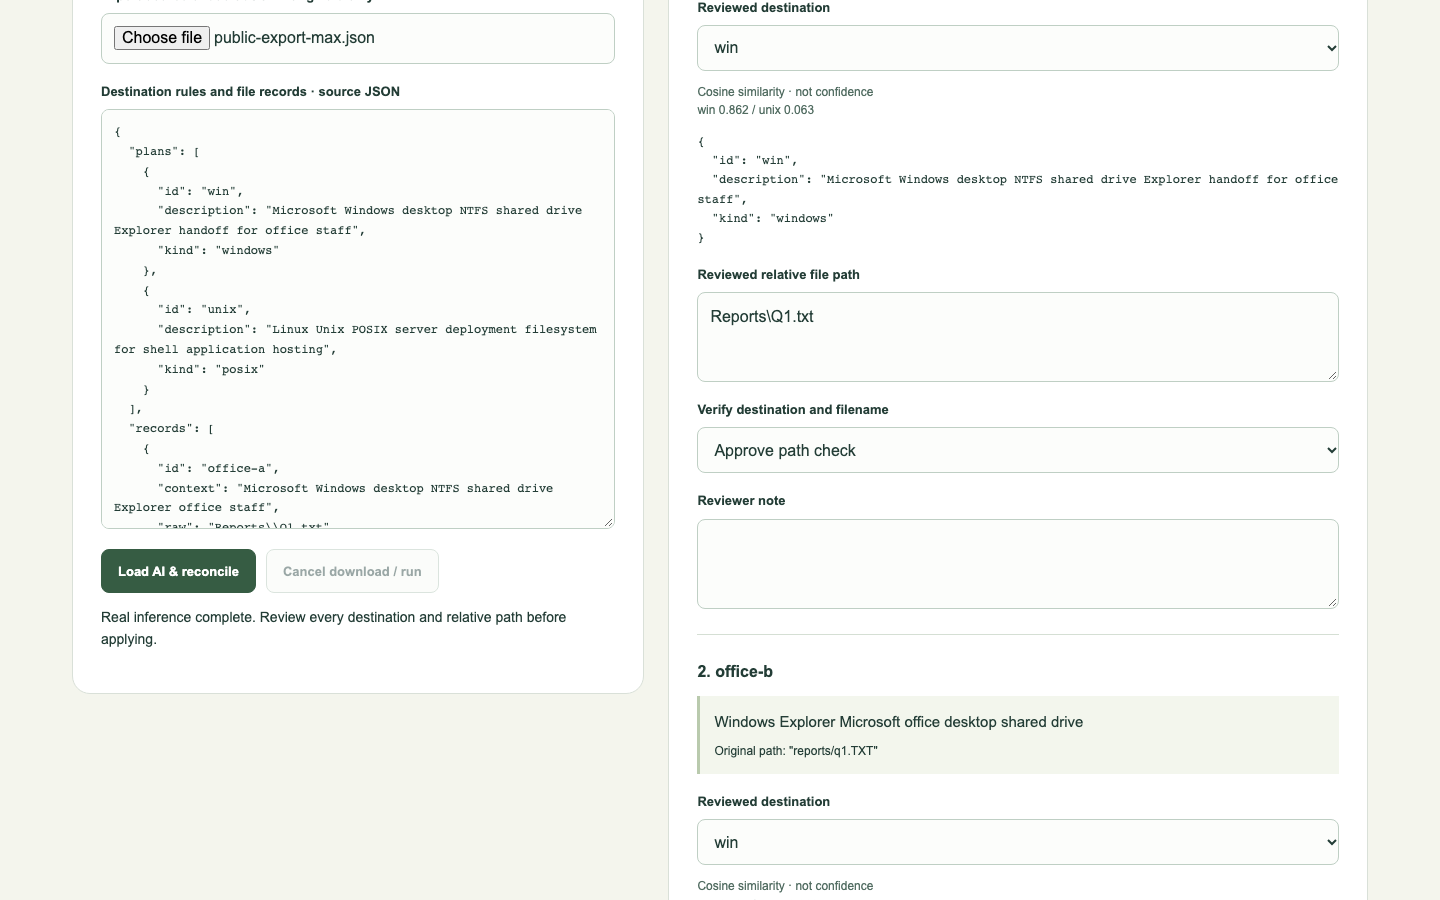 Choose file public-export-max.json
Destination rules and file records · source JSON
{
  "plans": [
    {
      "id": "win",
      "description": "Microsoft Windows desktop NTFS shared drive
Explorer handoff for office staff",
      "kind": "windows"
    },
    {
      "id": "unix",
      "description": "Linux Unix POSIX server deployment filesystem
for shell application hosting",
      "kind": "posix"
    }
  ],
  "records": [
    {
      "id": "office-a",
      "context": "Microsoft Windows desktop NTFS shared drive
Explorer office staff",
      "raw": "Reports\\Q1.txt"
Load AI & reconcile
Cancel download / run
Real inference complete. Review every destination and relative path before
applying.
Reviewed destination
win
Cosine similarity · not confidence
win 0.862 / unix 0.063
{
  "id": "win",
  "description": "Microsoft Windows desktop NTFS shared drive Explorer handoff for office
staff",
  "kind": "windows"
}
Reviewed relative file path
Reports\Q1.txt
Verify destination and filename
Approve path check
Reviewer note
2. office-b
Windows Explorer Microsoft office desktop shared drive
Original path: "reports/q1.TXT"
Reviewed destination
win
Cosine similarity · not confidence